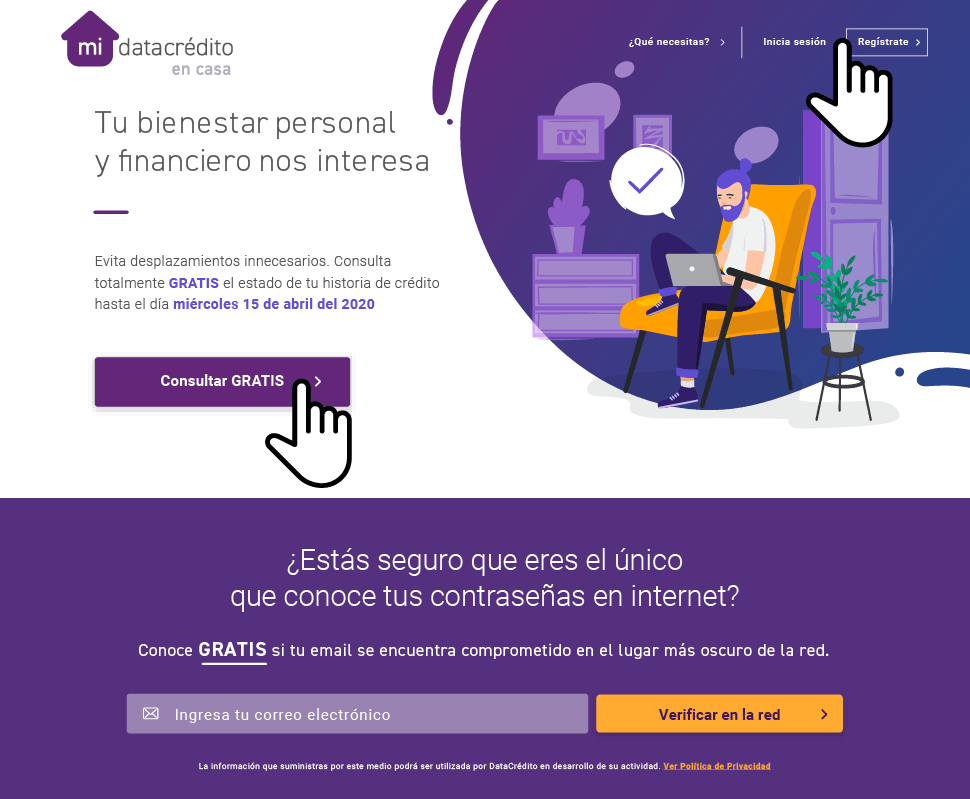 mi datacrédito
en casa
¿Qué necesitas?
Inicia sesión
Regístrate
Tu bienestar personal
y financiero nos interesa
Evita desplazamientos innecesarios. Consulta
totalmente GRATIS el estado de tu historia de crédito
hasta el día miércoles 15 de abril del 2020
Consultar GRATIS
¿Estás seguro que eres el único
que conoce tus contraseñas en internet?
Conoce GRATIS si tu email se encuentra comprometido en el lugar más oscuro de la red.
Ingresa tu correo electrónico
Verificar en la red
La información que suministras por este medio podrá ser utilizada por DataCrédito en desarrollo de su actividad. Ver Política de Privacidad